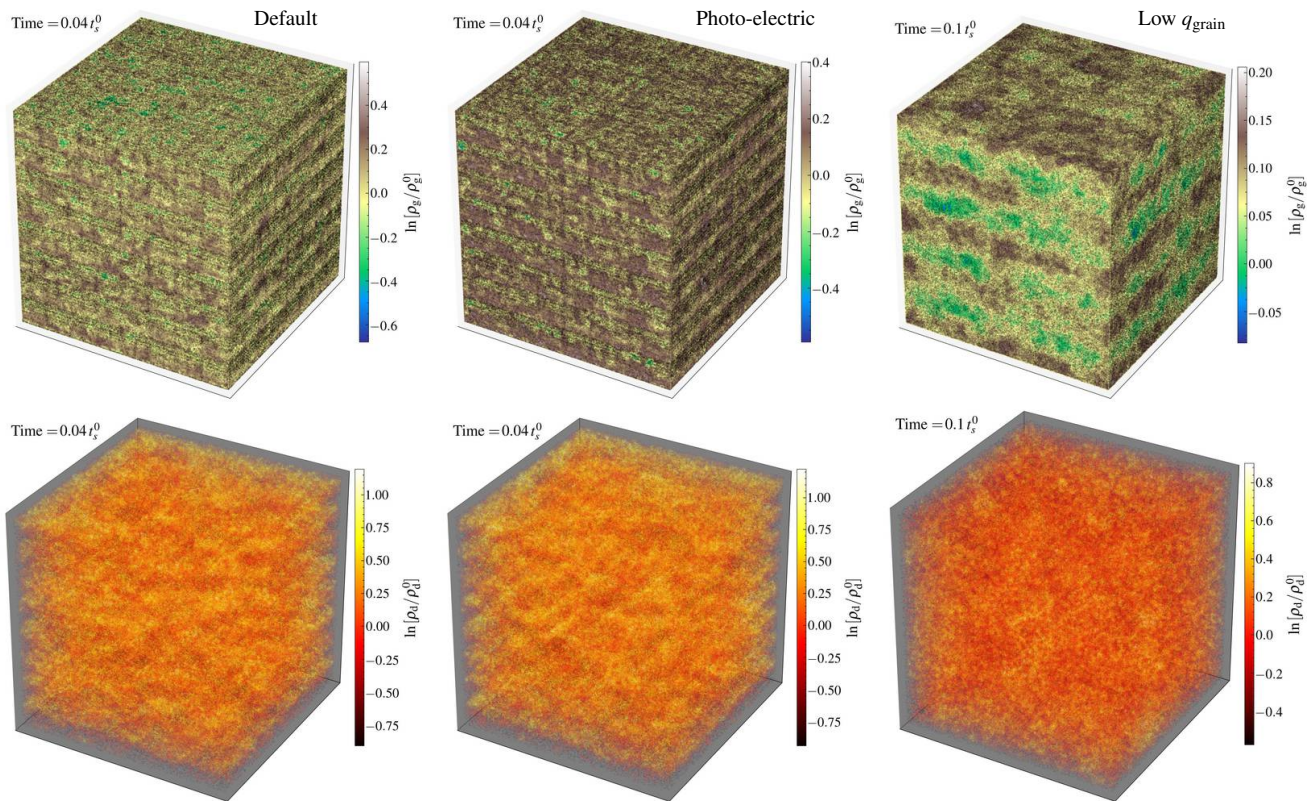 Default
Time = 0.04 t_s^0
0.4
0.2
0.0
−0.2
−0.4
−0.6
ln [ρ_g/ρ_g^0]
Photo-electric
Time = 0.04 t_s^0
0.4
0.2
0.0
−0.2
−0.4
ln [ρ_g/ρ_g^0]
Low q_grain
Time = 0.1 t_s^0
0.20
0.15
0.10
0.05
0.00
−0.05
ln [ρ_g/ρ_g^0]
Time = 0.04 t_s^0
1.00
0.75
0.50
0.25
0.00
−0.25
−0.50
−0.75
ln [ρ_d/ρ_d^0]
Time = 0.04 t_s^0
1.00
0.75
0.50
0.25
0.00
−0.25
−0.50
−0.75
ln [ρ_d/ρ_d^0]
Time = 0.1 t_s^0
0.8
0.6
0.4
0.2
0.0
−0.2
−0.4
ln [ρ_d/ρ_d^0]